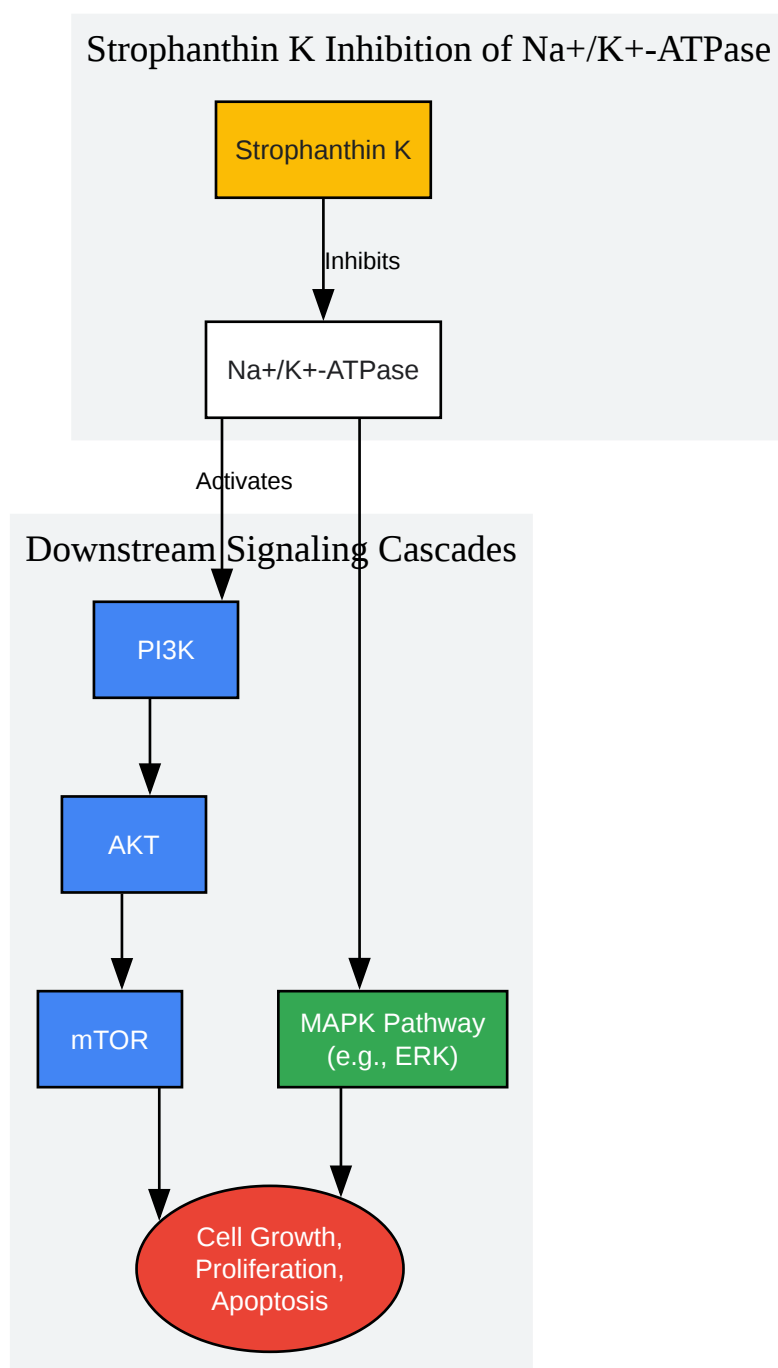 Strophanthin K Inhibition of Na+/K+-ATPase
Strophanthin K
Inhibits
Na+/K+-ATPase
Activates
Downstream Signaling Cascades
PI3K
AKT
mTOR
MAPK Pathway
(e.g., ERK)
Cell Growth,
Proliferation,
Apoptosis